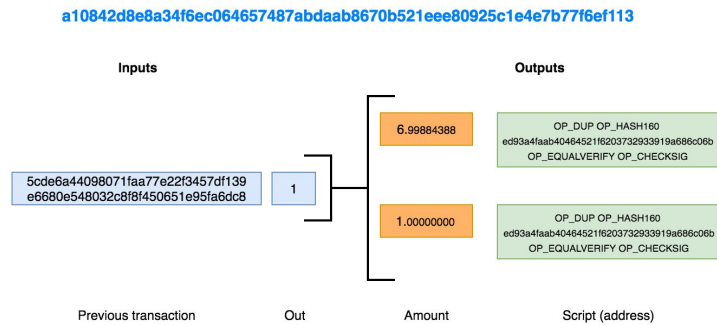 a10842d8e8a34f6ec064657487abdaab8670b521eee80925c1e4e7b77f6ef113
Inputs
Outputs
5cde6a44098071faa77e22f3457df139
e6680e548032c8f8f450651e95fa6dc8
1
6.99884388
OP_DUP OP_HASH160
ed93a4faab40464521f6203732933919a686c06b
OP_EQUALVERIFY OP_CHECKSIG
1.00000000
OP_DUP OP_HASH160
ed93a4faab40464521f6203732933919a686c06b
OP_EQUALVERIFY OP_CHECKSIG
Previous transaction
Out
Amount
Script (address)